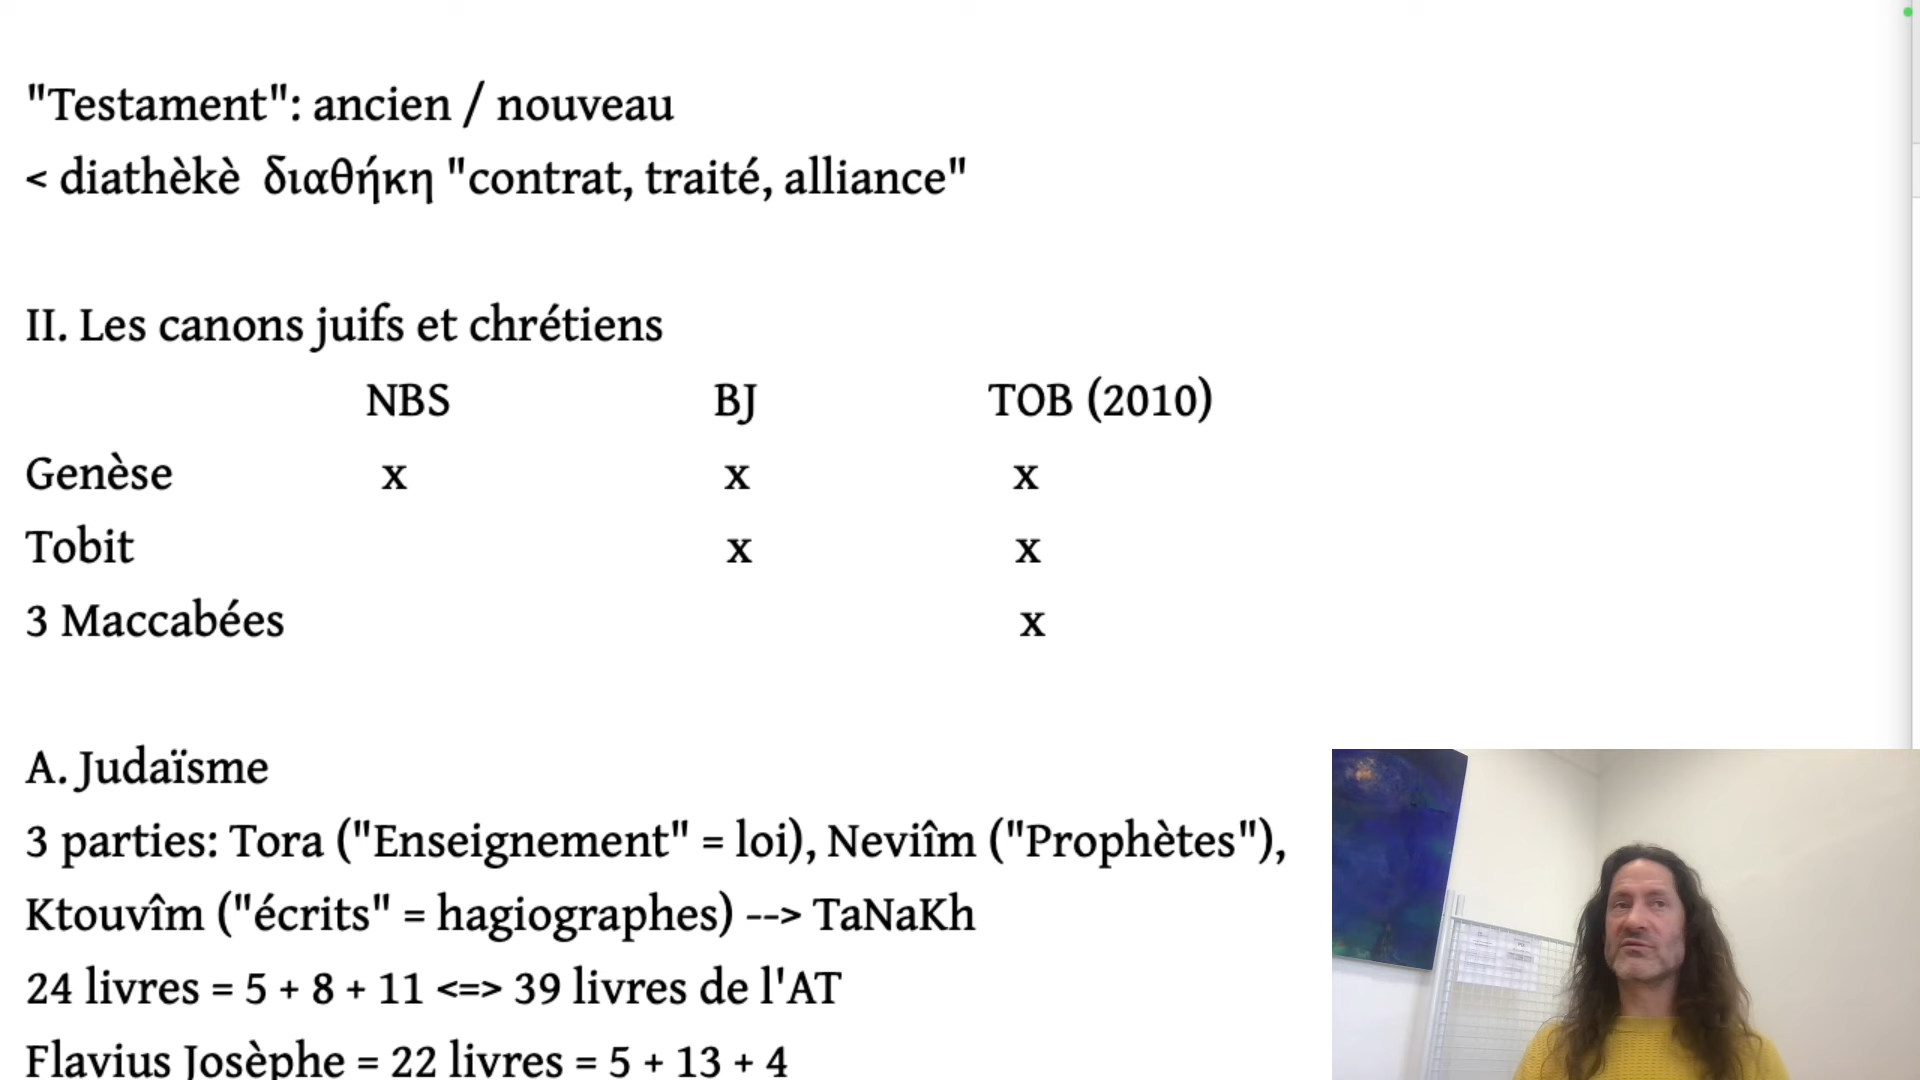 "Testament": ancien / nouveau
< diathèkè διαθήκη "contrat, traité, alliance"
II. Les canons juifs et chrétiens
NBS BJ TOB (2010)
Genèse x x x
Tobit x x
3 Maccabées x
A. Judaïsme
3 parties: Tora ("Enseignement" = loi), Neviîm ("Prophètes"),
Ktouvîm ("écrits" = hagiographes) --> TaNaKh
24 livres = 5 + 8 + 11 <=> 39 livres de l'AT
Flavius Josèphe = 22 livres = 5 + 13 + 4